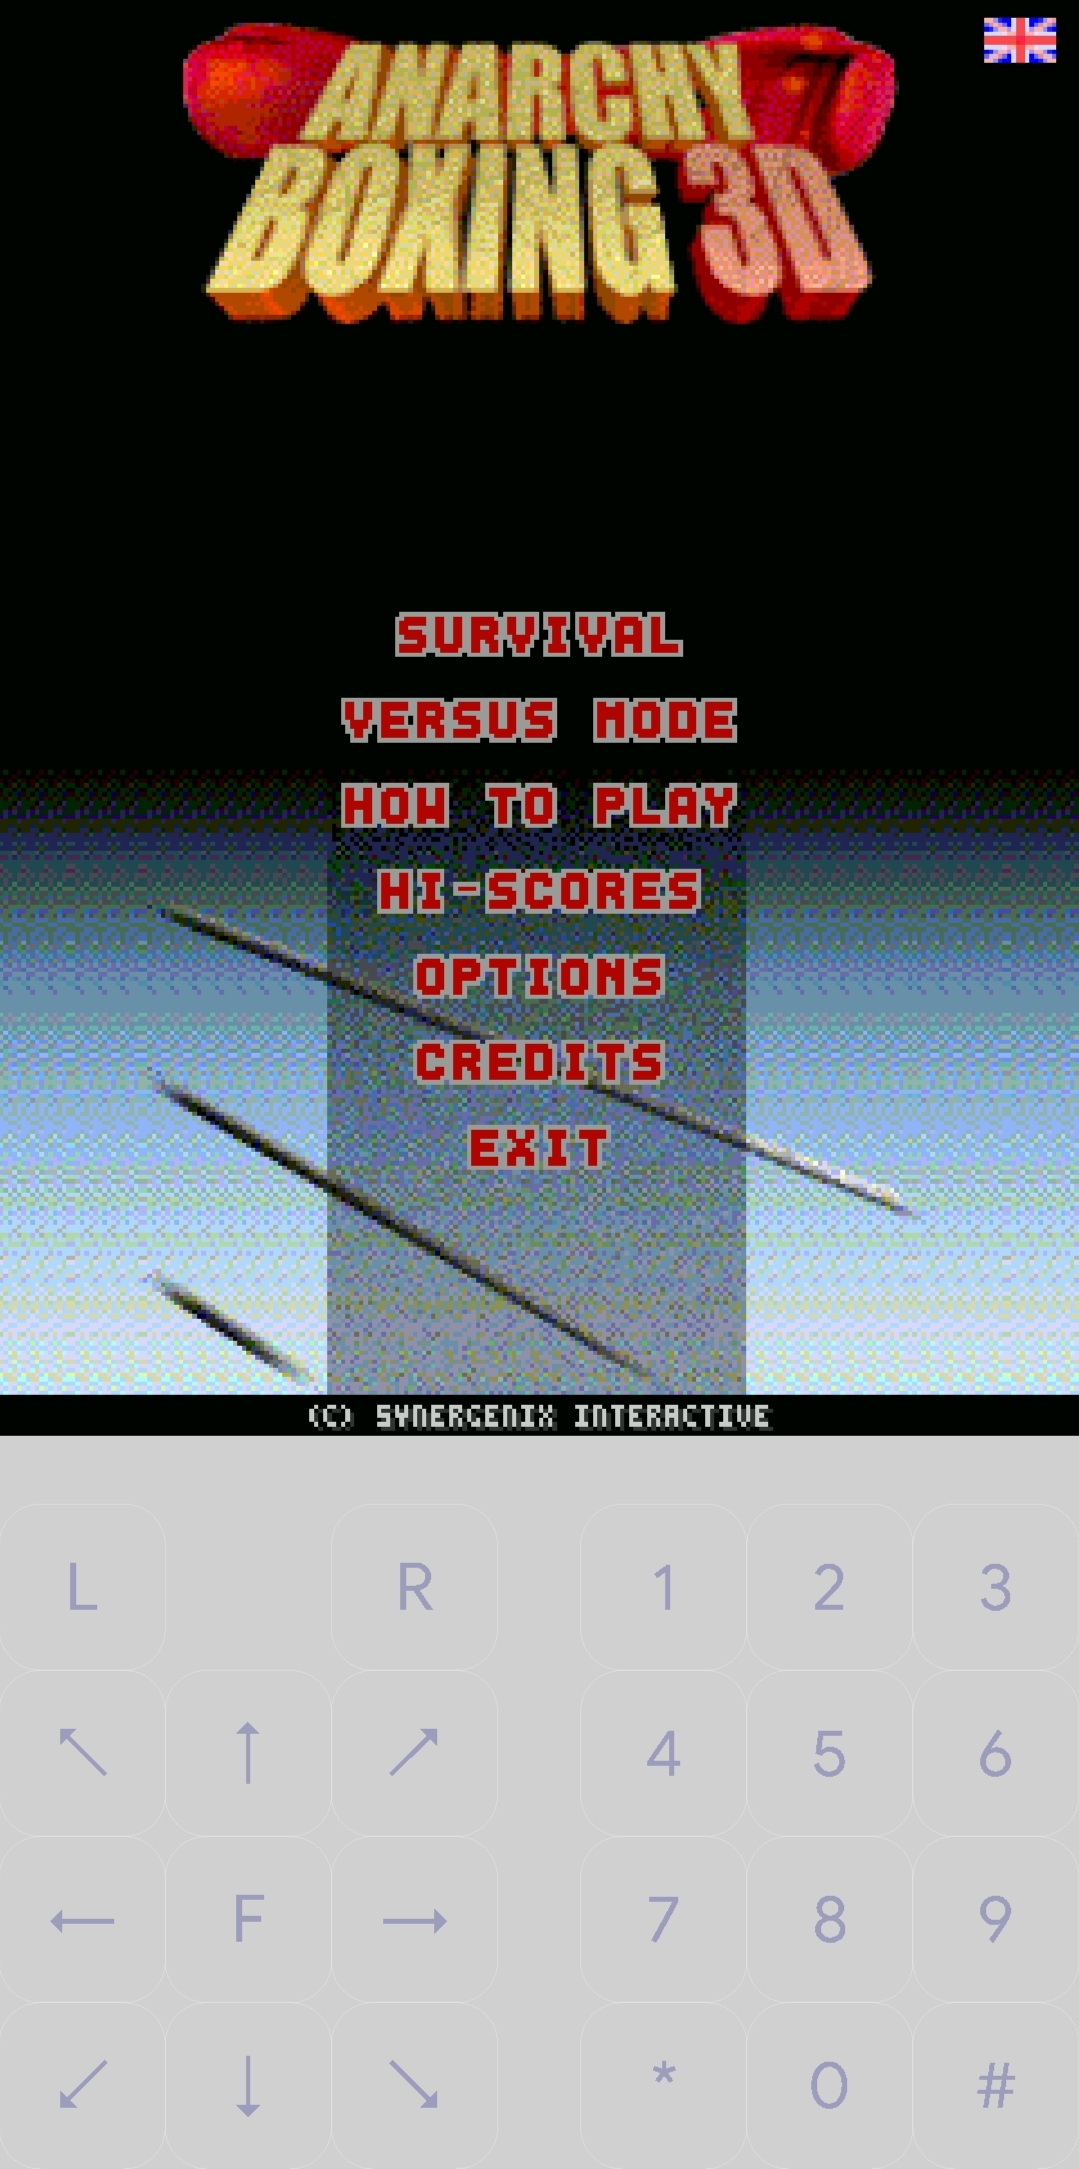 ANARCHY
BOXING 3D
SURVIVAL
VERSUS MODE
HOW TO PLAY
HI-SCORES
OPTIONS
CREDITS
EXIT
(C) SYNERGENIX INTERACTIVE
L R 1 2 3
↖ ↑ ↗ 4 5 6
← F → 7 8 9
↙ ↓ ↘ * 0 #